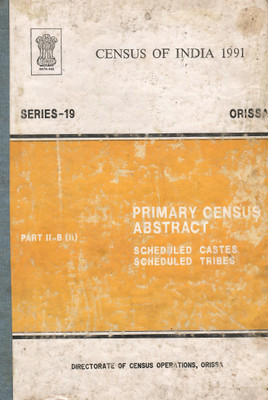 CENSUS OF INDIA 1991
SERIES-19
ORISSA
PRIMARY CENSUS
ABSTRACT
PART II-B (ii)
SCHEDULED CASTES
SCHEDULED TRIBES
DIRECTORATE OF CENSUS OPERATIONS, ORISSA